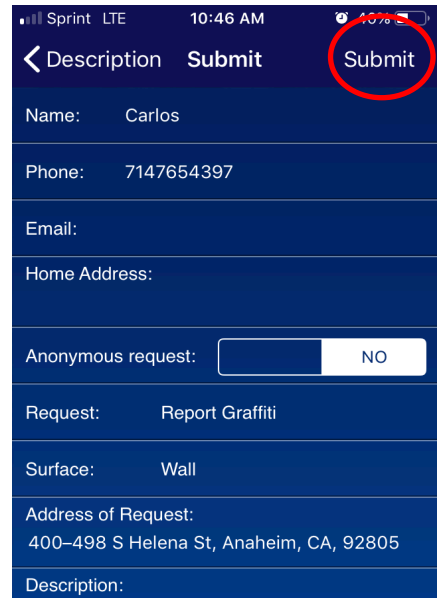 Sprint LTE 10:46 AM 40%
Description Submit Submit
Name: Carlos
Phone: 7147654397
Email:
Home Address:
Anonymous request: NO
Request: Report Graffiti
Surface: Wall
Address of Request:
400–498 S Helena St, Anaheim, CA, 92805
Description: